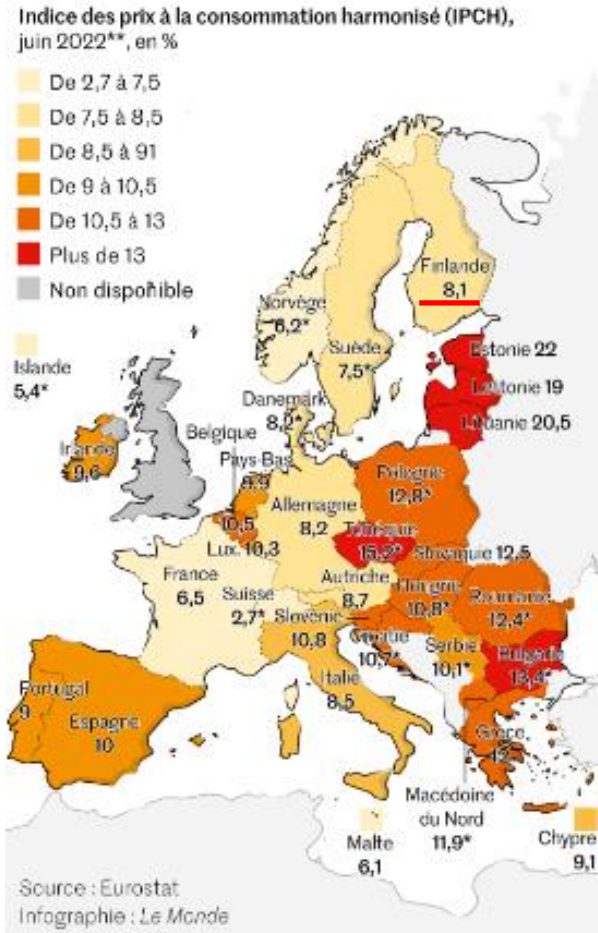 Indice des prix à la consommation harmonisé (IPCH),
juin 2022**, en %
De 2,7 à 7,5
De 7,5 à 8,5
De 8,5 à 91
De 9 à 10,5
De 10,5 à 13
Plus de 13
Non disponible
Finlande
8,1
Norvège
6,2*
Suède
7,5*
Islande
5,4*
Estonie 22
Lettonie 19
Lituanie 20,5
Danemark
8,2*
Belgique
10,5
Irlande
9,6
Pays-Bas
9,9
Pologne
12,8*
Allemagne
8,2
Tchéquie
15,2*
Lux. 10,3
Slovaquie 12,5
France
6,5
Suisse
2,7*
Autriche
8,7
Hongrie
10,8*
Roumanie
12,4*
Slovénie
10,8
Croatie
10,7*
Serbie
10,1*
Bulgarie
13,4*
Italie
8,5
Portugal
9
Espagne
10
Grèce
12
Macédoine
du Nord
11,9*
Malte
6,1
Chypre
9,1
Source : Eurostat
Infographie : Le Monde